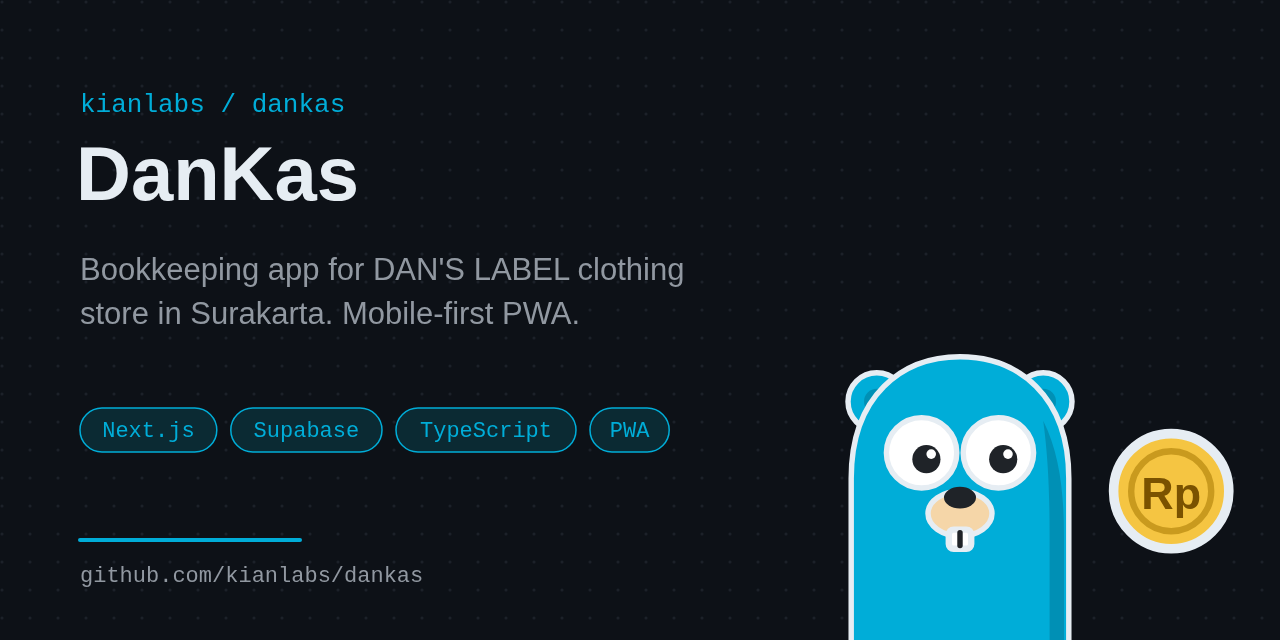 kianlabs / dankas
DanKas
Bookkeeping app for DAN'S LABEL clothing
store in Surakarta. Mobile-first PWA.
Next.js
Supabase
TypeScript
PWA
Rp
github.com/kianlabs/dankas